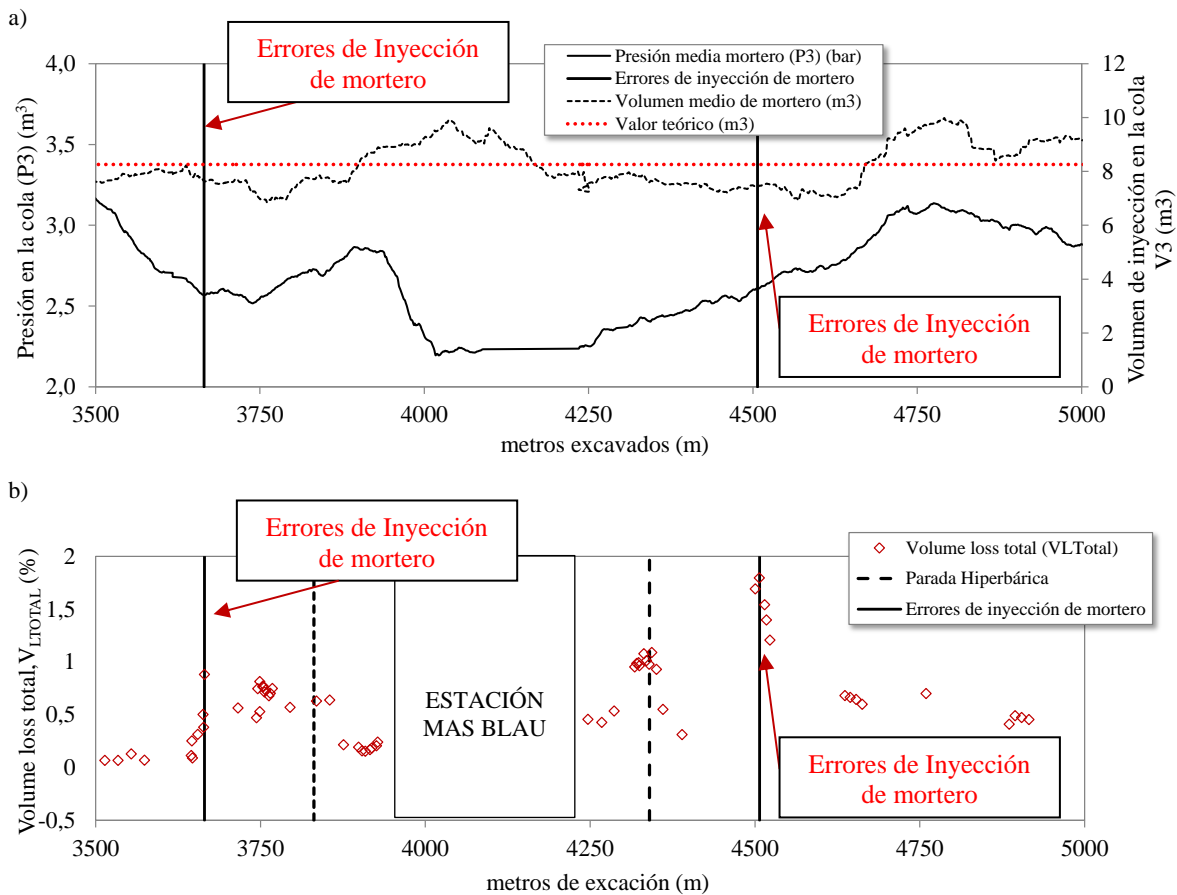 a)
Errores de Inyección
de mortero
Presión media mortero (P3) (bar)
Errores de inyección de mortero
Volumen medio de mortero (m3)
Valor teórico (m3)
4,0
3,5
3,0
2,5
2,0
Presión en la cola (P3) (m³)
12
10
8
6
4
2
0
Volumen de inyección en la cola
V3 (m3)
Errores de Inyección
de mortero
3500 3750 4000 4250 4500 4750 5000
metros excavados (m)
b)
Errores de Inyección
de mortero
Volume loss total (VLTotal)
Parada Hiperbárica
Errores de inyección de mortero
2
1,5
1
0,5
0
-0,5
Volume loss total, VLTOTAL (%)
ESTACIÓN
MAS BLAU
Errores de Inyección
de mortero
3500 3750 4000 4250 4500 4750 5000
metros de excación (m)